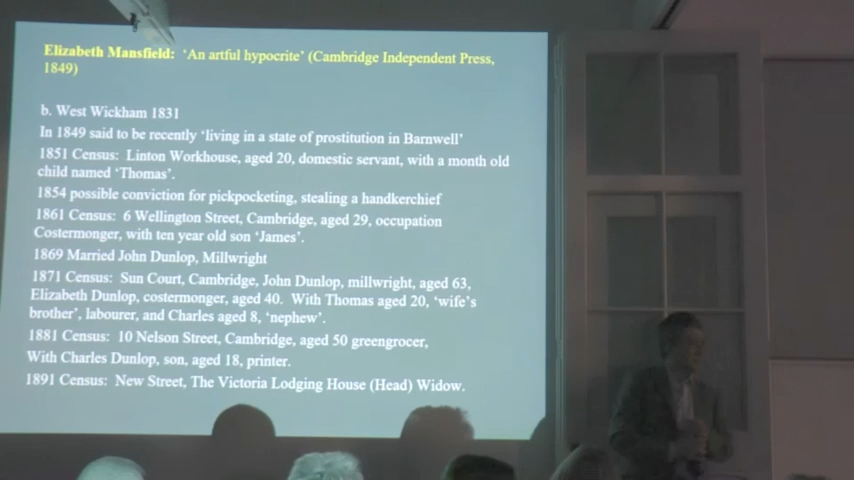 Elizabeth Mansfield: 'An artful hypocrite' (Cambridge Independent Press,
1849)
b. West Wickham 1831
In 1849 said to be recently 'living in a state of prostitution in Barnwell'
1851 Census: Linton Workhouse, aged 20, domestic servant, with a month old
child named 'Thomas'.
1854 possible conviction for pickpocketing, stealing a handkerchief
1861 Census: 6 Wellington Street, Cambridge, aged 29, occupation
Costermonger, with ten year old son 'James'.
1869 Married John Dunlop, Millwright
1871 Census: Sun Court, Cambridge, John Dunlop, millwright, aged 63,
Elizabeth Dunlop, costermonger, aged 40. With Thomas aged 20, 'wife's
brother', labourer, and Charles aged 8, 'nephew'.
1881 Census: 10 Nelson Street, Cambridge, aged 50 greengrocer,
With Charles Dunlop, son, aged 18, printer.
1891 Census: New Street, The Victoria Lodging House (Head) Widow.